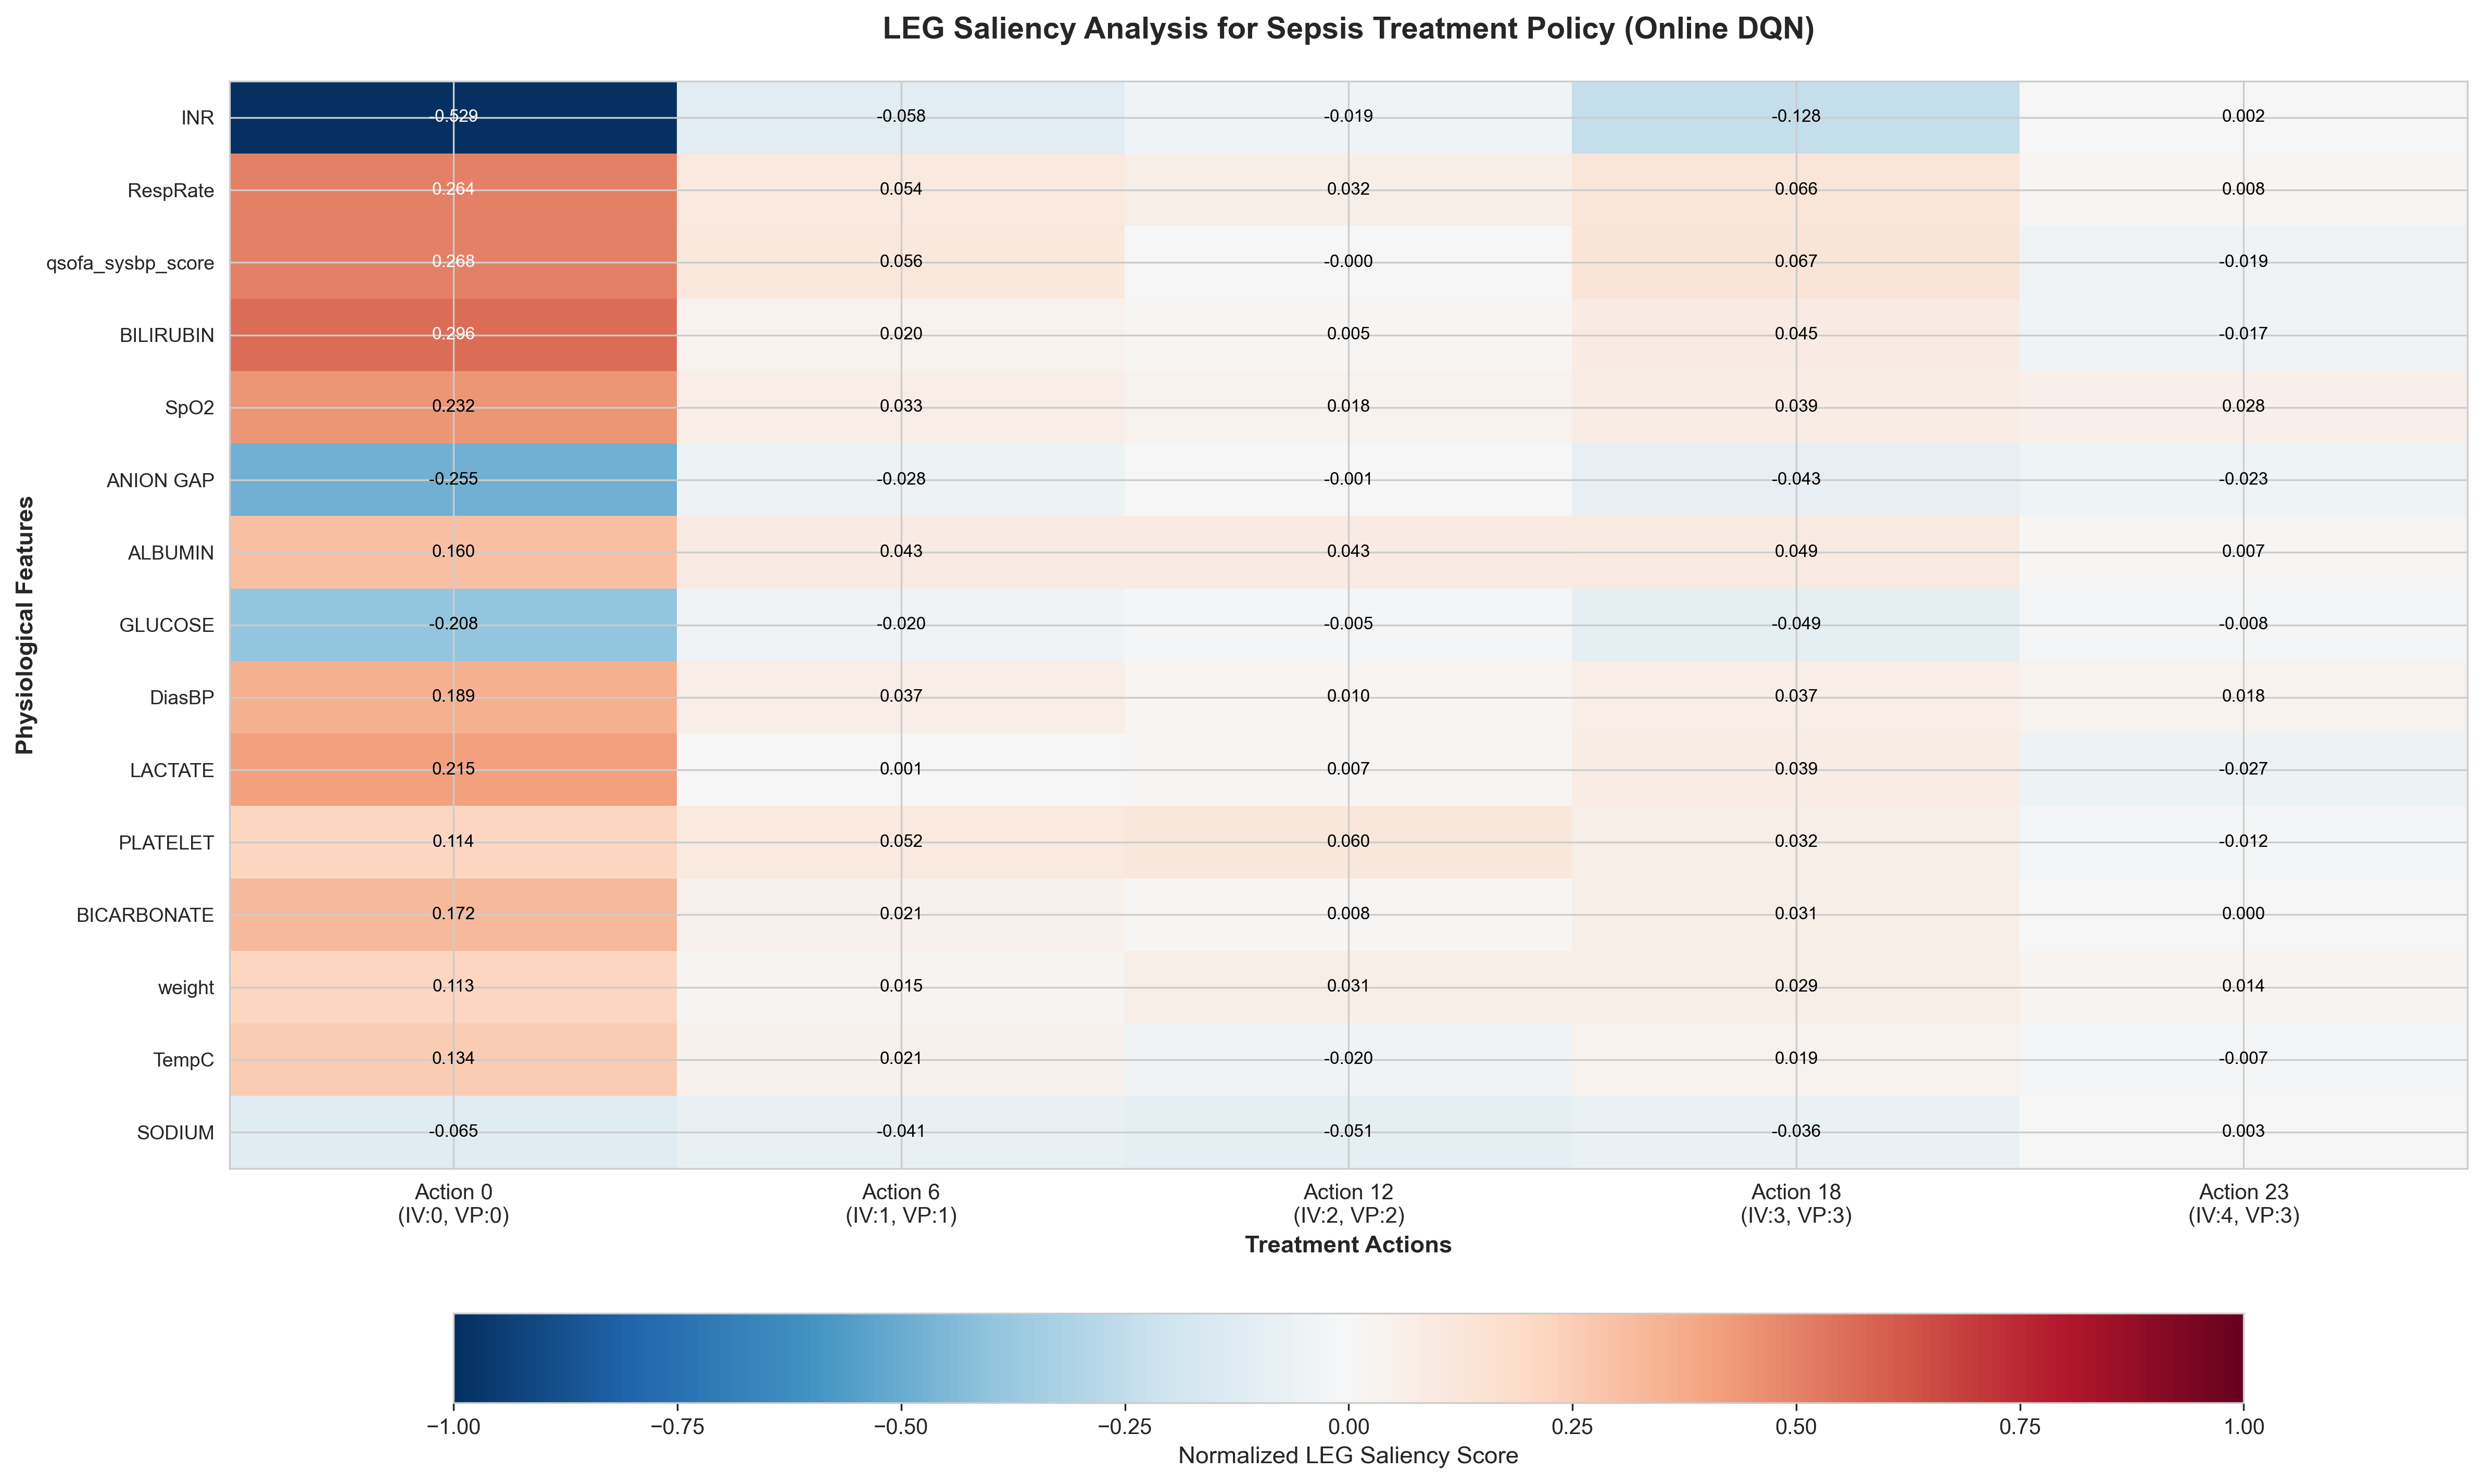 LEG Saliency Analysis for Sepsis Treatment Policy (Online DQN)
Physiological Features
INR -0.529 -0.058 -0.019 -0.128 0.002
RespRate 0.264 0.054 0.032 0.066 0.008
qsofa_sysbp_score 0.268 0.056 -0.000 0.067 -0.019
BILIRUBIN 0.296 0.020 0.005 0.045 -0.017
SpO2 0.232 0.033 0.018 0.039 0.028
ANION GAP -0.255 -0.028 -0.001 -0.043 -0.023
ALBUMIN 0.160 0.043 0.043 0.049 0.007
GLUCOSE -0.208 -0.020 -0.005 -0.049 -0.008
DiasBP 0.189 0.037 0.010 0.037 0.018
LACTATE 0.215 0.001 0.007 0.039 -0.027
PLATELET 0.114 0.052 0.060 0.032 -0.012
BICARBONATE 0.172 0.021 0.008 0.031 0.000
weight 0.113 0.015 0.031 0.029 0.014
TempC 0.134 0.021 -0.020 0.019 -0.007
SODIUM -0.065 -0.041 -0.051 -0.036 0.003
Action 0 Action 6 Action 12 Action 18 Action 23
(IV:0, VP:0) (IV:1, VP:1) (IV:2, VP:2) (IV:3, VP:3) (IV:4, VP:3)
Treatment Actions
−1.00 −0.75 −0.50 −0.25 0.00 0.25 0.50 0.75 1.00
Normalized LEG Saliency Score